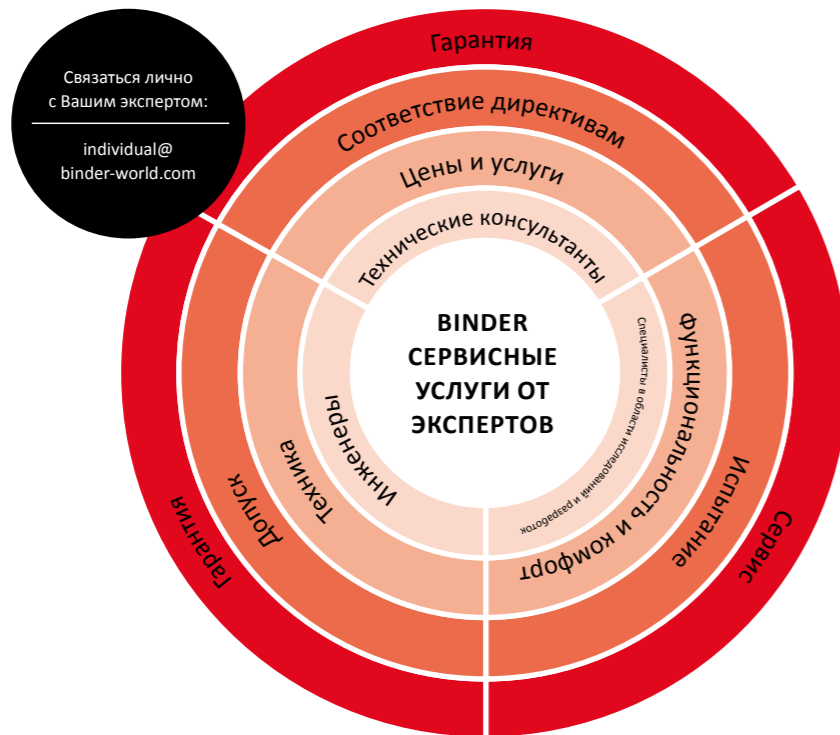 Связаться лично
с Вашим экспертом:
individual@
binder-world.com
Гарантия
Соответствие директивам
Цены и услуги
Технические консультанты
BINDER
СЕРВИСНЫЕ
УСЛУГИ ОТ
ЭКСПЕРТОВ
Специалисты в области исследований и разработок
Функциональность и комфорт
Испытание
Сервис
Инженеры
Техника
Допуск
Гарантия